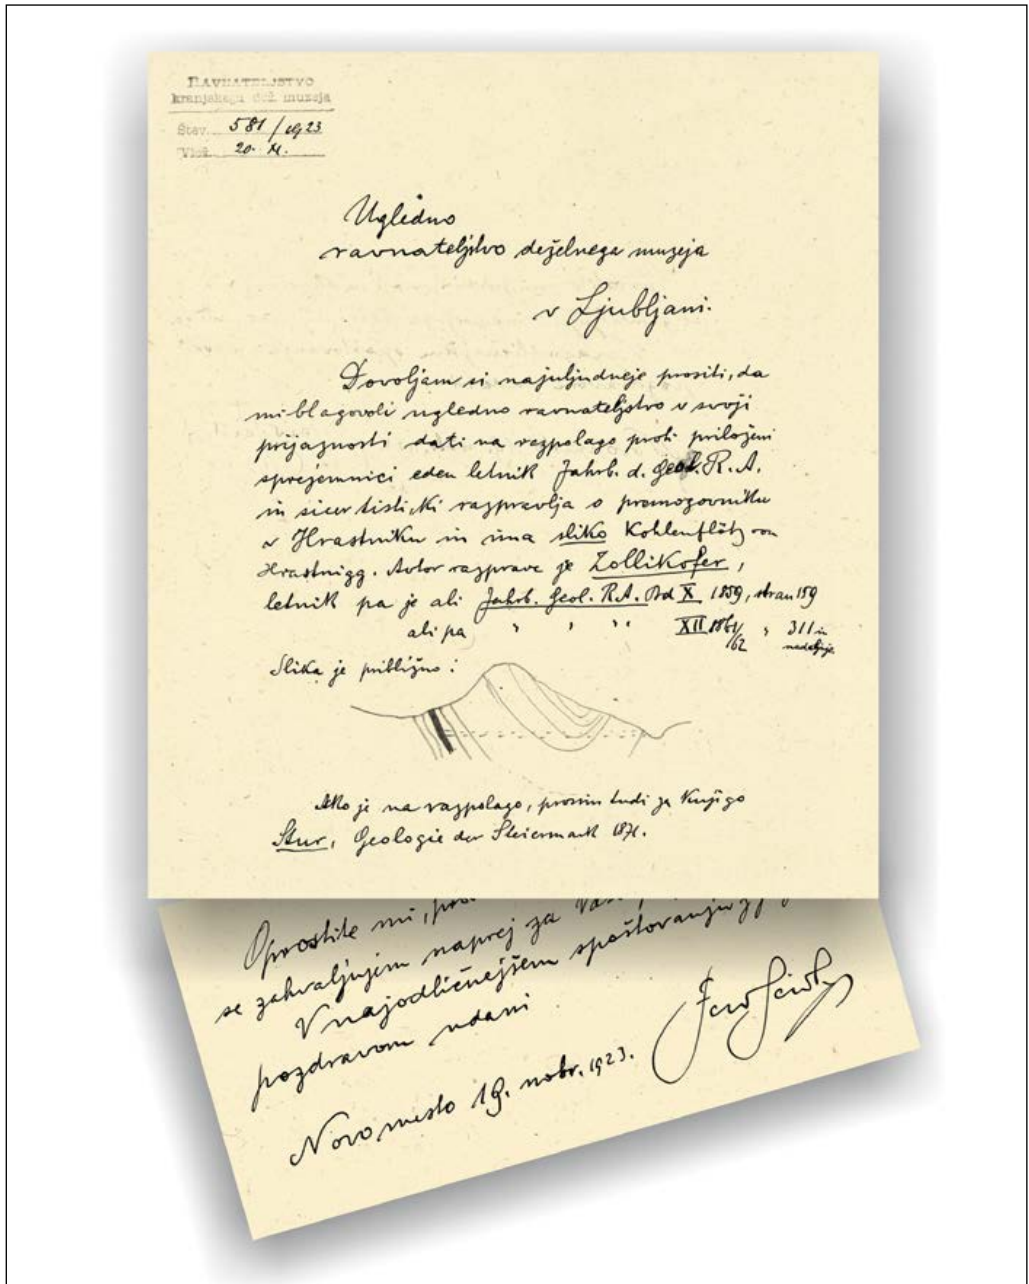 RAVNATELJSTVO
kranjskega dež. muzeja
Štev. 581/1923
Vlož. 20. XI.
Ugledno
ravnateljstvo deželnega muzeja
v Ljubljani.
Dovoljam si najuljudneje prositi, da
mi blagovoli ugledno ravnateljstvo v svoji
prijaznosti dati na razpolago proti priloženi
sprejemnici eden letnik Jahrb. d. Geol. R. A.
in sicer tisti, ki razpravlja o premogovniku
v Hrastniku in ima sliko Kohlenflötz von
Hrastnigg. Avtor razprave je Zollikofer,
letnik pa je ali Jahrb. Geol. R. A. Bd X 1859, stran 159
ali pa " " " " XII 1861/62 " 311 in
nadaljnje.
Slika je približno:
Ako je na razpolago, prosim tudi za knjigo
Stur, Geologie der Steiermark 1871.
Oprostite mi,
se zahvaljujem naprej za
V najodličnejšem spoštovanju
pozdravom udani
Novo mesto 19. nobr. 1923.
Ferd Seidl